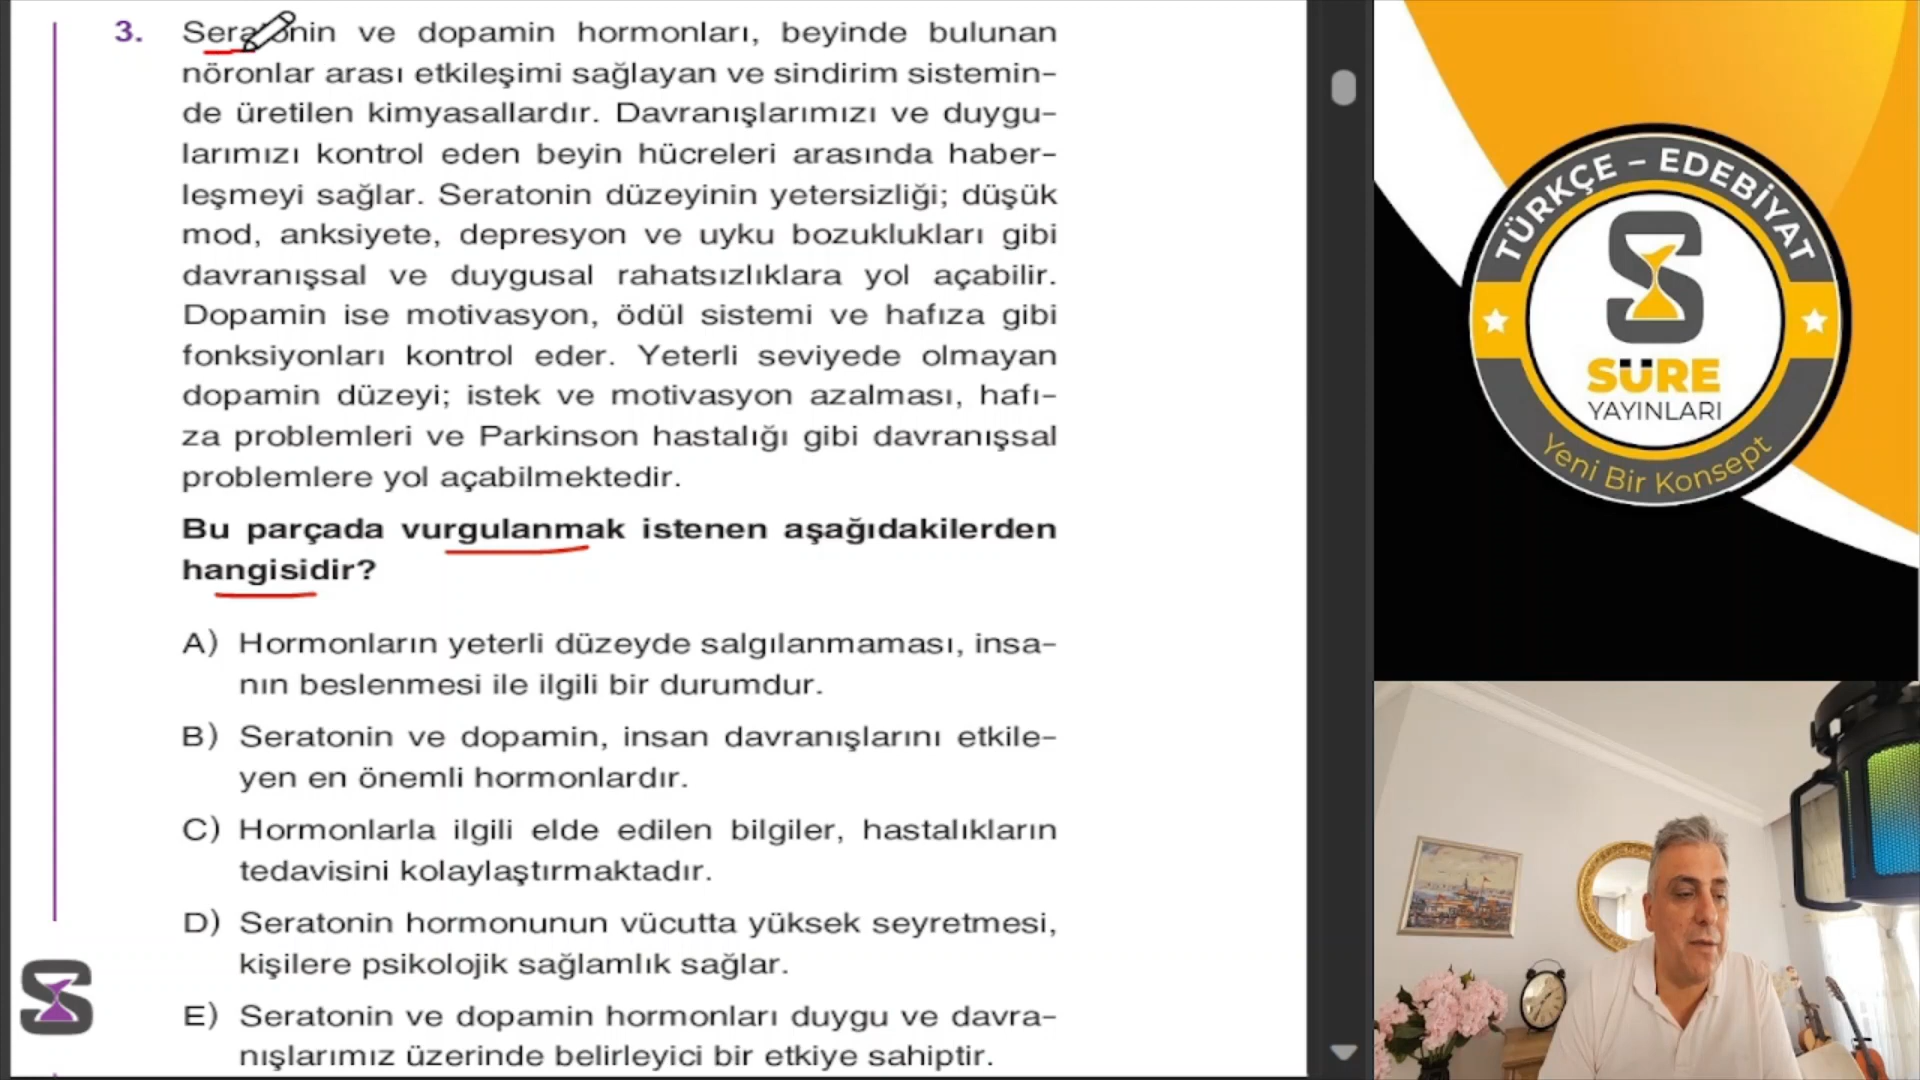 3. Seratonin ve dopamin hormonları, beyinde bulunan
nöronlar arası etkileşimi sağlayan ve sindirim sistemin-
de üretilen kimyasallardır. Davranışlarımızı ve duygu-
larımızı kontrol eden beyin hücreleri arasında haber-
leşmeyi sağlar. Seratonin düzeyinin yetersizliği; düşük
mod, anksiyete, depresyon ve uyku bozuklukları gibi
davranışsal ve duygusal rahatsızlıklara yol açabilir.
Dopamin ise motivasyon, ödül sistemi ve hafıza gibi
fonksiyonları kontrol eder. Yeterli seviyede olmayan
dopamin düzeyi; istek ve motivasyon azalması, hafı-
za problemleri ve Parkinson hastalığı gibi davranışsal
problemlere yol açabilmektedir.
Bu parçada vurgulanmak istenen aşağıdakilerden
hangisidir?
A) Hormonların yeterli düzeyde salgılanmaması, insa-
nın beslenmesi ile ilgili bir durumdur.
B) Seratonin ve dopamin, insan davranışlarını etkile-
yen en önemli hormonlardır.
C) Hormonlarla ilgili elde edilen bilgiler, hastalıkların
tedavisini kolaylaştırmaktadır.
D) Seratonin hormonunun vücutta yüksek seyretmesi,
kişilere psikolojik sağlamlık sağlar.
E) Seratonin ve dopamin hormonları duygu ve davra-
nışlarımız üzerinde belirleyici bir etkiye sahiptir.
TÜRKÇE – EDEBİYAT
SÜRE
YAYINLARI
Yeni Bir Konsept